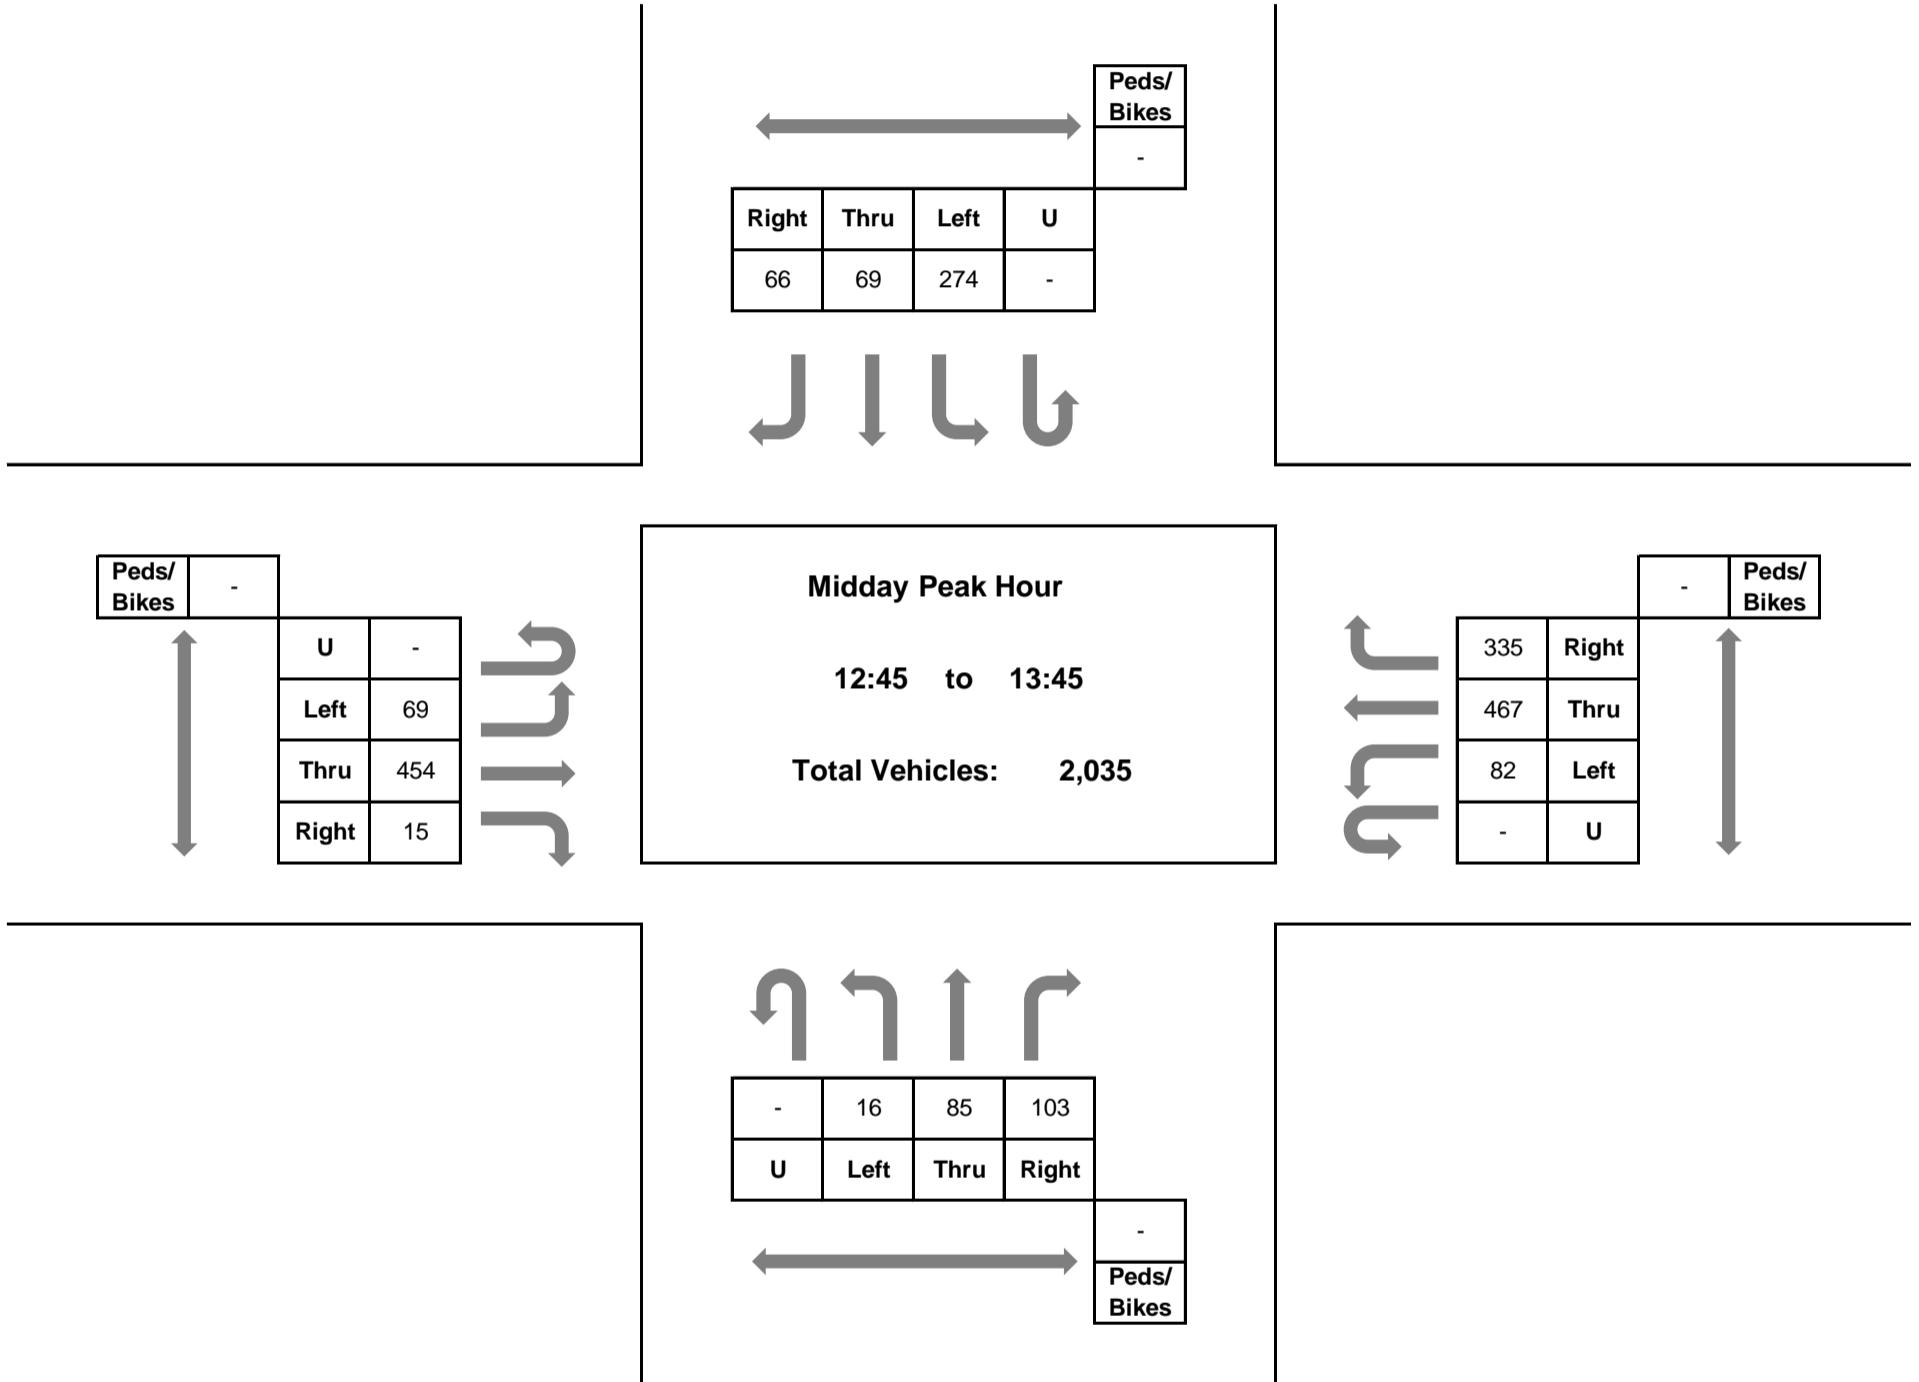 Peds/
Bikes
-
Right Thru Left U
66 69 274 -
Peds/
Bikes
-
U -
Left 69
Thru 454
Right 15
Midday Peak Hour
12:45 to 13:45
Total Vehicles: 2,035
- Peds/
Bikes
335 Right
467 Thru
82 Left
- U
- 16 85 103
U Left Thru Right
-
Peds/
Bikes